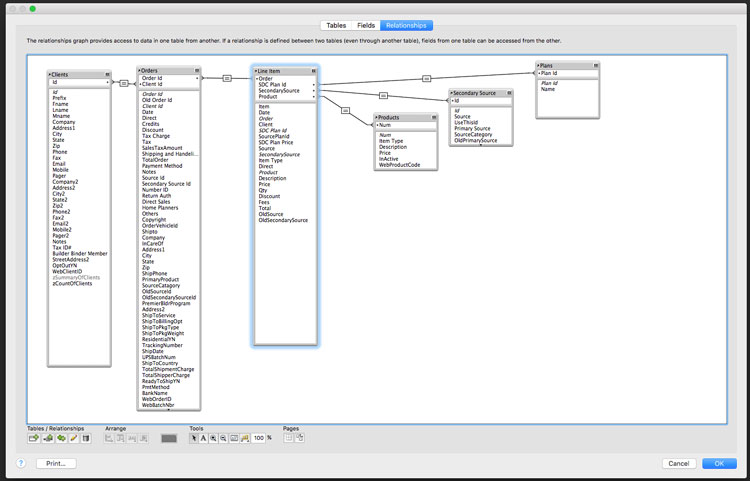 Tables Fields Relationships
The relationships graph provides access to data in one table from another. If a relationship is defined between two tables (even through another table), fields from one table can be accessed from the other.
Clients
Id
Id
Prefix
Fname
Lname
Mname
Company
Address1
City
State
Zip
Phone
Fax
Email
Mobile
Pager
Company2
Address2
City2
State2
Zip2
Phone2
Fax2
Email2
Mobile2
Pager2
Notes
Tax ID#
Builder Binder Member
StreetAddress2
OptOutYN
WebClientID
zSummaryOfClients
zCountOfClients
Orders
Order Id
Client Id
Order Id
Old Order Id
Client Id
Date
Direct
Credits
Discount
Tax Charge
Tax
SalesTaxAmount
Shipping and Handeli...
TotalOrder
Payment Method
Notes
Source Id
Secondary Source Id
Number ID
Return Auth
Direct Sales
Home Planners
Others
Copyright
OrderVehicleId
Shipto
Company
InCareOf
Address1
City
State
Zip
ShipPhone
PrimaryProduct
SourceCatagory
OldSourceId
OldSecondarySourceId
PremierBldrProgram
Address2
ShipToService
ShipToBillingOpt
ShipToPkgType
ShipToPkgWeight
ResidentialYN
TrackingNumber
ShipDate
UPSBatchNum
ShipToCountry
TotalShipmentCharge
TotalShipperCharge
ReadyToShipYN
PmtMethod
BankName
WebOrderID
WebBatchNbr
Line Item
Order
SDC Plan Id
SecondarySource
Product
Item
Date
Order
Client
SDC Plan Id
SourcePlanId
SDC Plan Price
Source
SecondarySource
Item Type
Direct
Product
Description
Price
Qty
Discount
Fees
Total
OldSource
OldSecondarySource
Products
Num
Num
Item Type
Description
Price
InActive
WebProductCode
Secondary Source
Id
Id
Source
UseThisId
Primary Source
SourceCategory
OldPrimarySource
Plans
Plan Id
Plan Id
Name
Tables / Relationships Arrange Tools Pages
A 100 %
? Print... Cancel OK